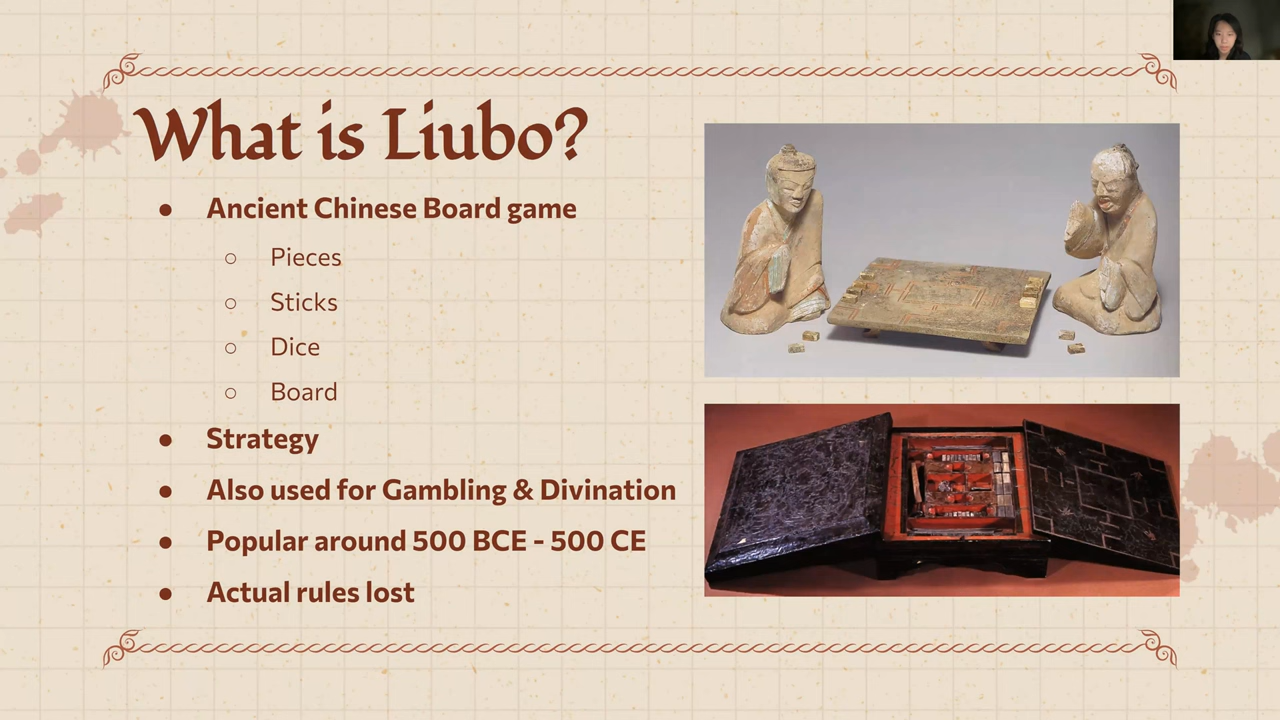 What is Liubo?
● Ancient Chinese Board game
○ Pieces
○ Sticks
○ Dice
○ Board
● Strategy
● Also used for Gambling & Divination
● Popular around 500 BCE - 500 CE
● Actual rules lost